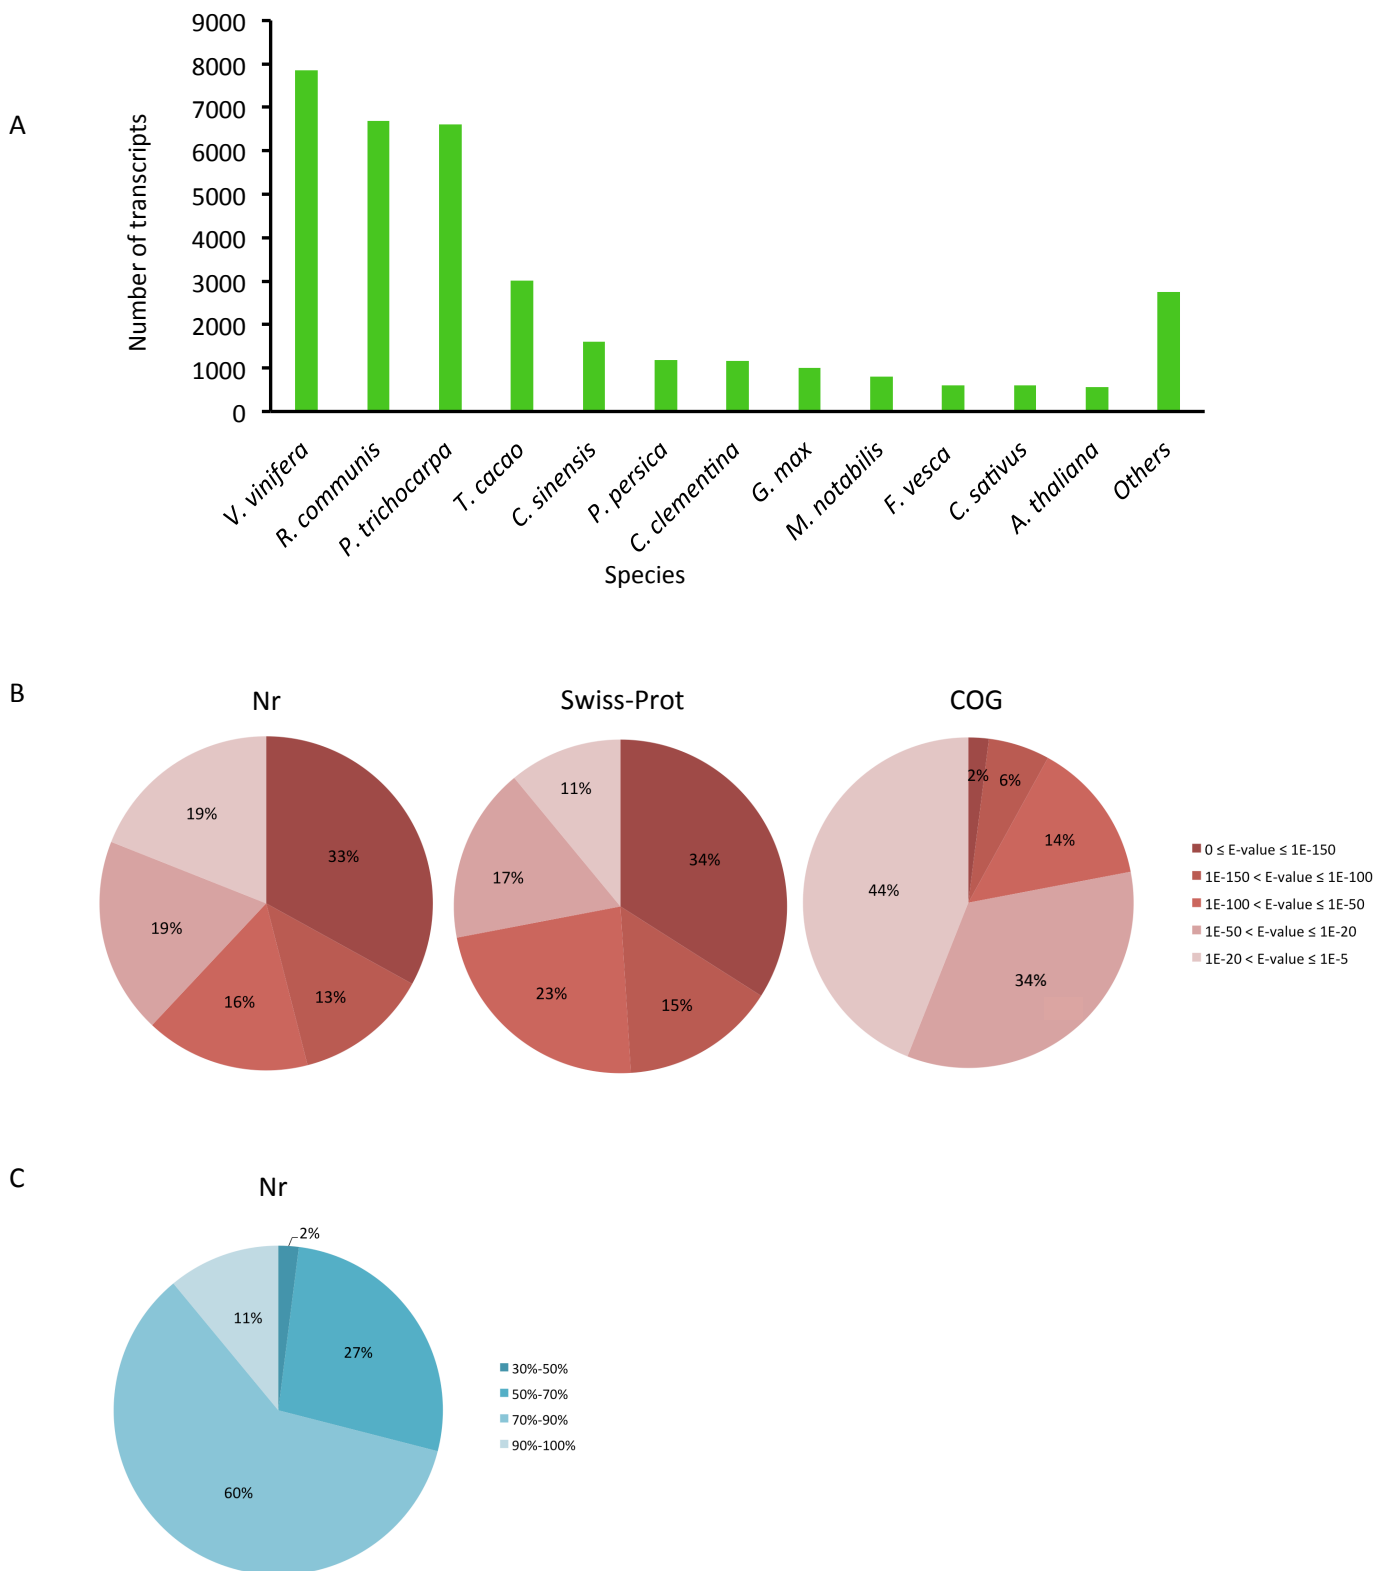 A
Number of transcripts
9000
8000
7000
6000
5000
4000
3000
2000
1000
0
V. vinifera
R. communis
P. trichocarpa
T. cacao
C. sinensis
P. persica
C. clementina
G. max
M. notabilis
F. vesca
C. sativus
A. thaliana
Others
Species
B
Nr
33%
13%
16%
19%
19%
Swiss-Prot
34%
15%
23%
17%
11%
COG
2%
6%
14%
34%
44%
0 ≤ E-value ≤ 1E-150
1E-150 < E-value ≤ 1E-100
1E-100 < E-value ≤ 1E-50
1E-50 < E-value ≤ 1E-20
1E-20 < E-value ≤ 1E-5
C
Nr
2%
27%
60%
11%
30%-50%
50%-70%
70%-90%
90%-100%